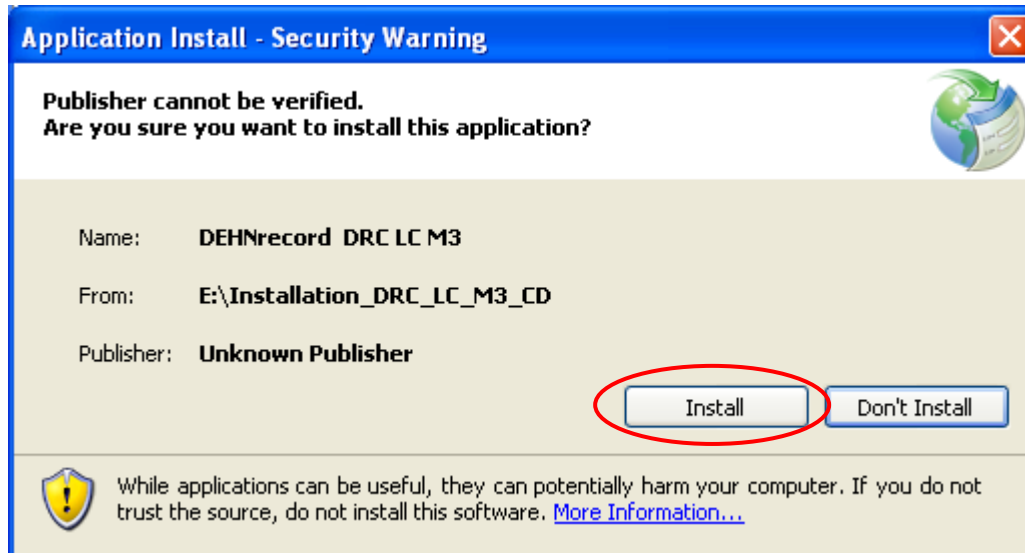 Application Install - Security Warning
Publisher cannot be verified.
Are you sure you want to install this application?
Name: DEHNrecord DRC LC M3
From: E:\Installation_DRC_LC_M3_CD
Publisher: Unknown Publisher
Install Don't Install
While applications can be useful, they can potentially harm your computer. If you do not
trust the source, do not install this software. More Information...